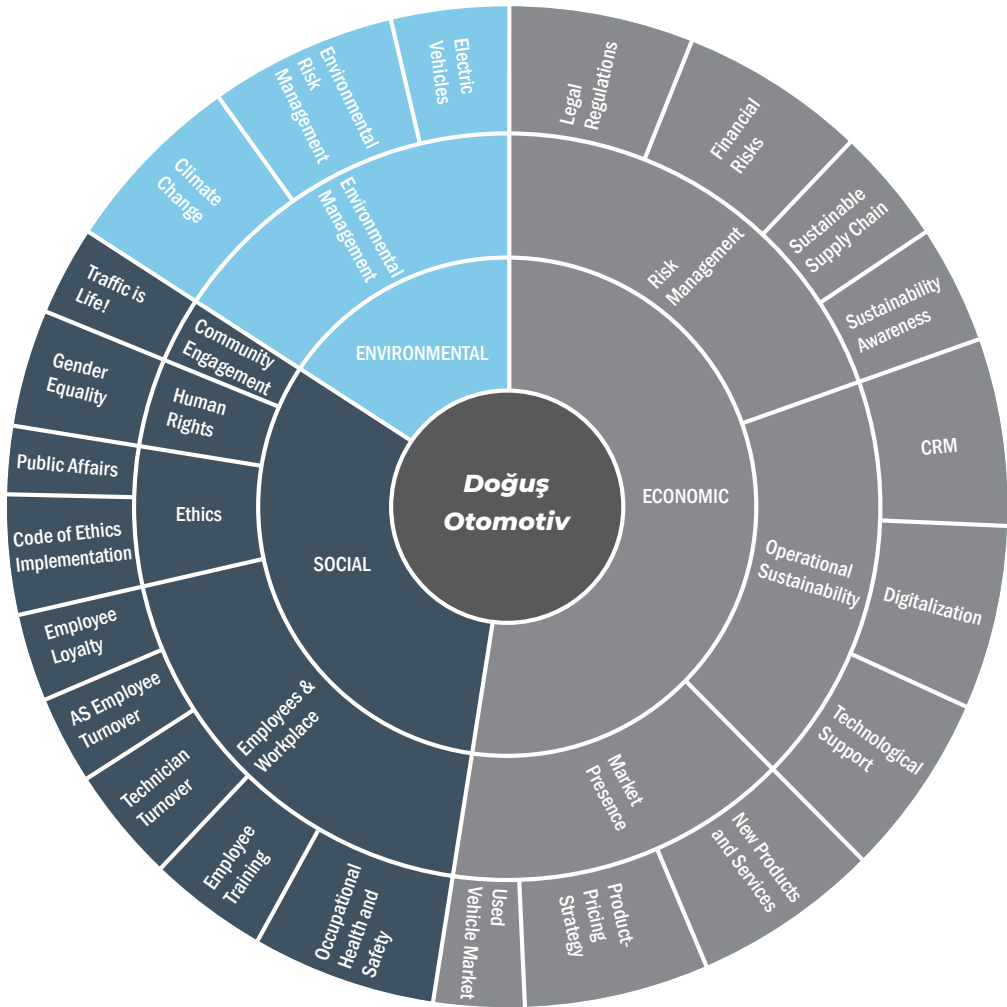 Doğuş
Otomotiv
ENVIRONMENTAL
ECONOMIC
SOCIAL
Environmental
Management
Risk
Management
Operational
Sustainability
Market
Presence
Employees &
Workplace
Ethics
Human
Rights
Community
Engagement
Climate
Change
Environmental
Risk
Management
Electric
Vehicles
Legal
Regulations
Financial
Risks
Sustainable
Supply Chain
Sustainability
Awareness
CRM
Digitalization
Technological
Support
New Products
and Services
Product-
Pricing
Strategy
Used
Vehicle Market
Occupational
Health and
Safety
Employee
Training
Technician
Turnover
AS Employee
Turnover
Employee
Loyalty
Code of Ethics
Implementation
Public Affairs
Gender
Equality
Traffic is
Life!